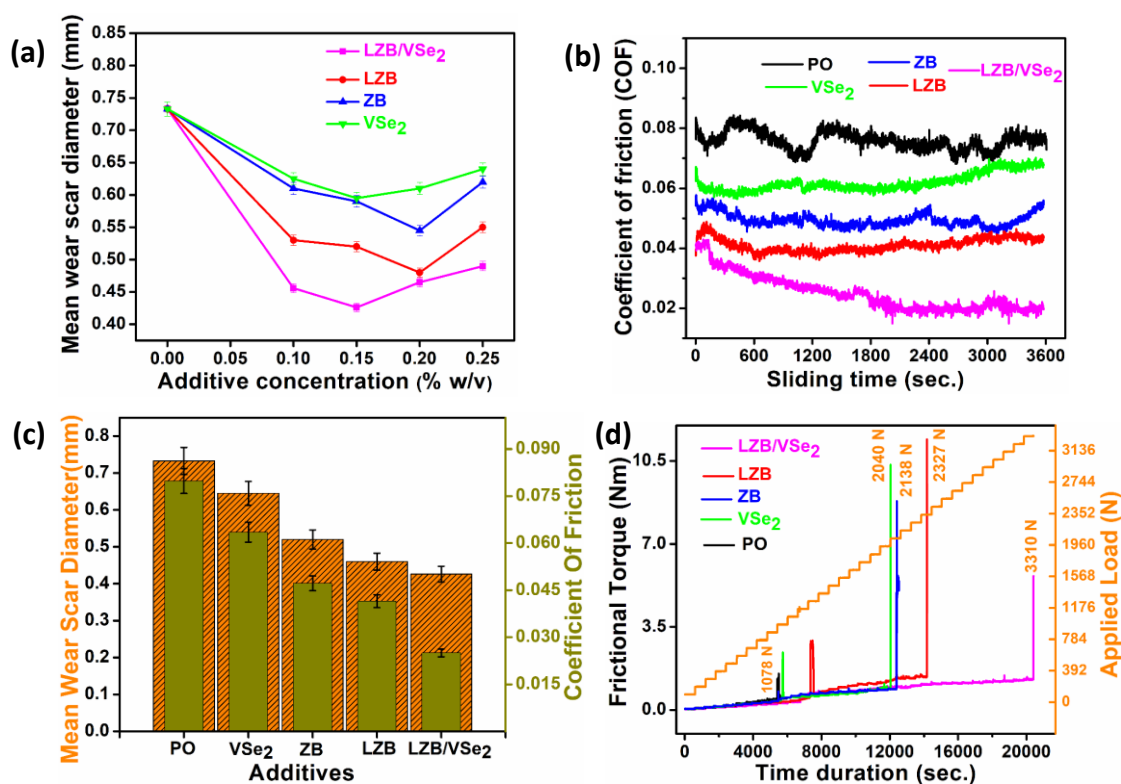 (a)
Mean wear scar diameter (mm)
0.85
0.80
0.75
0.70
0.65
0.60
0.55
0.50
0.45
0.40
LZB/VSe2
LZB
ZB
VSe2
0.00 0.05 0.10 0.15 0.20 0.25
Additive concentration (% w/v)
(b)
Coefficient of friction (COF)
0.10
0.08
0.06
0.04
0.02
PO ZB LZB/VSe2
VSe2 LZB
0 600 1200 1800 2400 3000 3600
Sliding time (sec.)
(c)
Mean Wear Scar Diameter(mm)
0.8
0.7
0.6
0.5
0.4
0.3
0.2
0.1
0.0
PO VSe2 ZB LZB LZB/VSe2
Additives
0.090
0.075
0.060
0.045
0.030
0.015
Coefficient Of Friction
(d)
Frictional Torque (Nm)
10.5
7.0
3.5
0.0
LZB/VSe2
LZB
ZB
VSe2
PO
1078 N
2040 N
2138 N
2327 N
3310 N
0 4000 8000 12000 16000 20000
Time duration (sec.)
3136
2744
2352
1960
1568
1176
784
392
0
Applied Load (N)